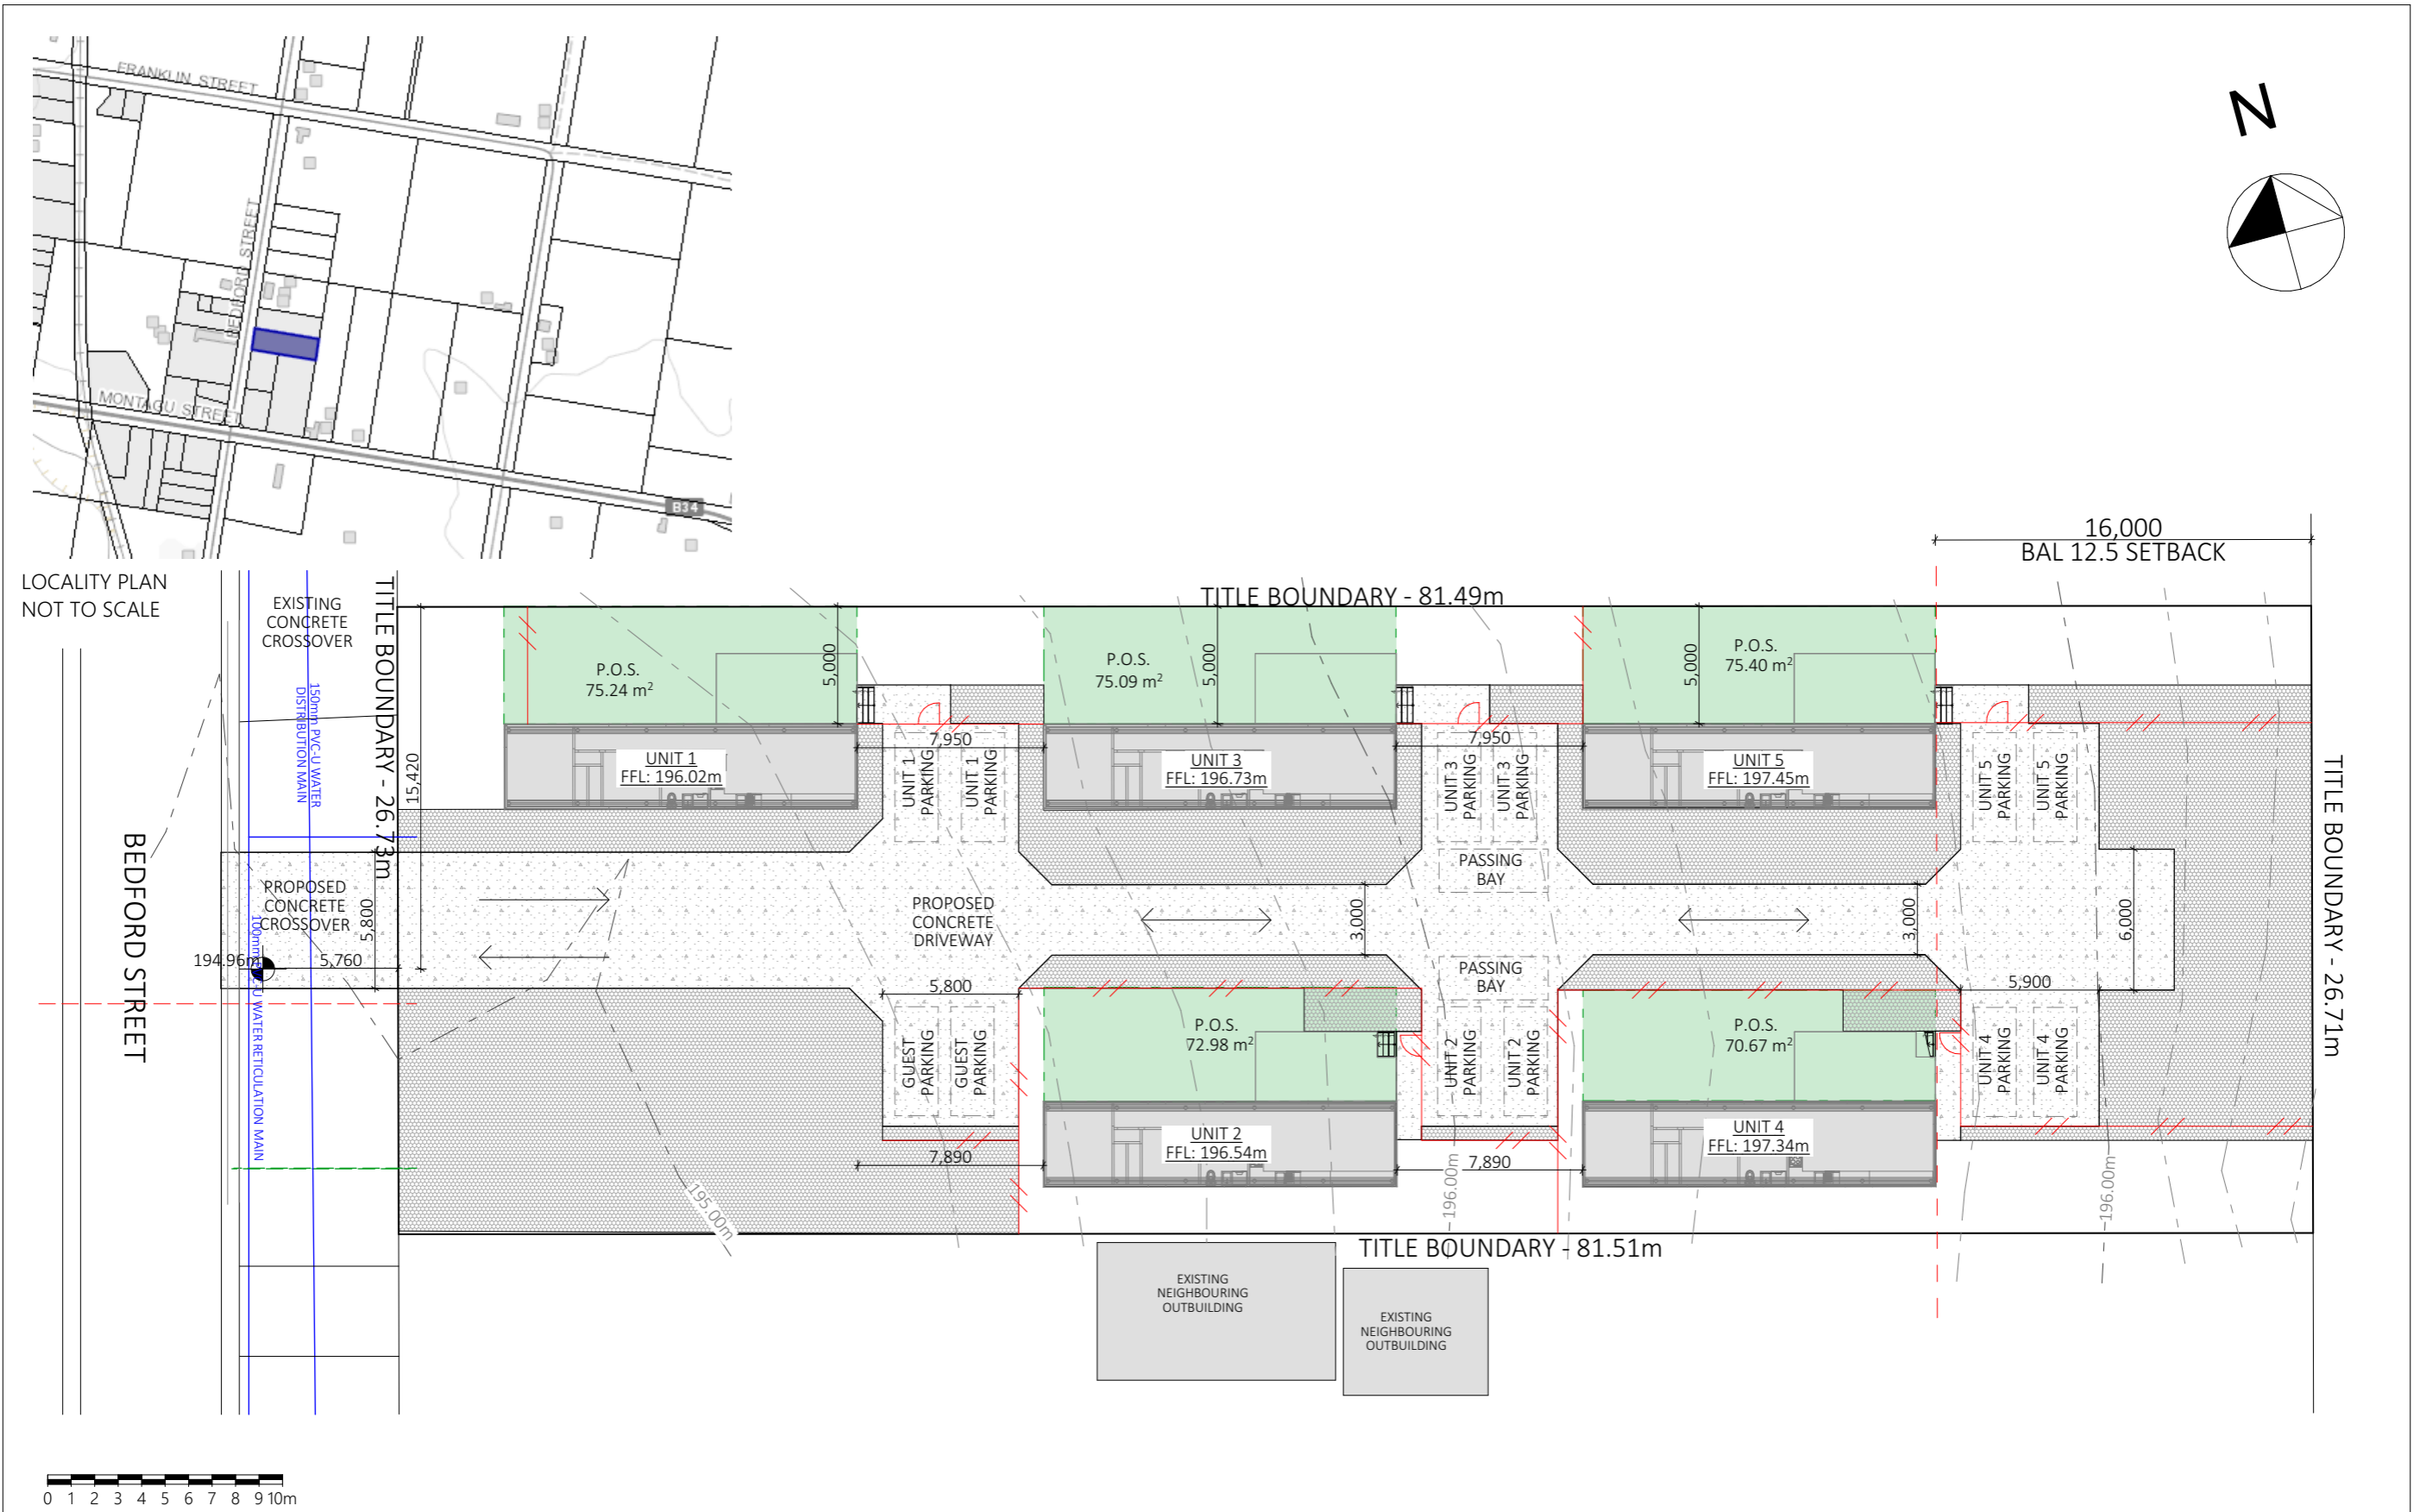 FRANKLIN STREET
BEDFORD STREET
MONTAGU STREET
B34
N
LOCALITY PLAN
NOT TO SCALE
16,000
BAL 12.5 SETBACK
TITLE BOUNDARY - 81.49m
EXISTING
CONCRETE
CROSSOVER
TITLE BOUNDARY - 26.73m
150mm PVC-U WATER
DISTRIBUTION MAIN
P.O.S.
75.24 m²
5,000
P.O.S.
75.09 m²
5,000
P.O.S.
75.40 m²
5,000
15,420
UNIT 1
FFL: 196.02m
7,950
UNIT 1
PARKING
UNIT 1
PARKING
UNIT 3
FFL: 196.73m
7,950
UNIT 3
PARKING
UNIT 3
PARKING
UNIT 5
FFL: 197.45m
UNIT 5
PARKING
UNIT 5
PARKING
TITLE BOUNDARY - 26.71m
BEDFORD STREET
PROPOSED
CONCRETE
CROSSOVER
5,800
194.96m
5,760
WATER RETICULATION MAIN
PROPOSED
CONCRETE
DRIVEWAY
PASSING
BAY
3,000
3,000
6,000
PASSING
BAY
5,800
5,900
GUEST
PARKING
GUEST
PARKING
P.O.S.
72.98 m²
UNIT 2
PARKING
UNIT 2
PARKING
P.O.S.
70.67 m²
UNIT 4
PARKING
UNIT 4
PARKING
UNIT 2
FFL: 196.54m
7,890
UNIT 4
FFL: 197.34m
7,890
195.00m
196.00m
196.00m
TITLE BOUNDARY - 81.51m
EXISTING
NEIGHBOURING
OUTBUILDING
EXISTING
NEIGHBOURING
OUTBUILDING
0 1 2 3 4 5 6 7 8 9 10m